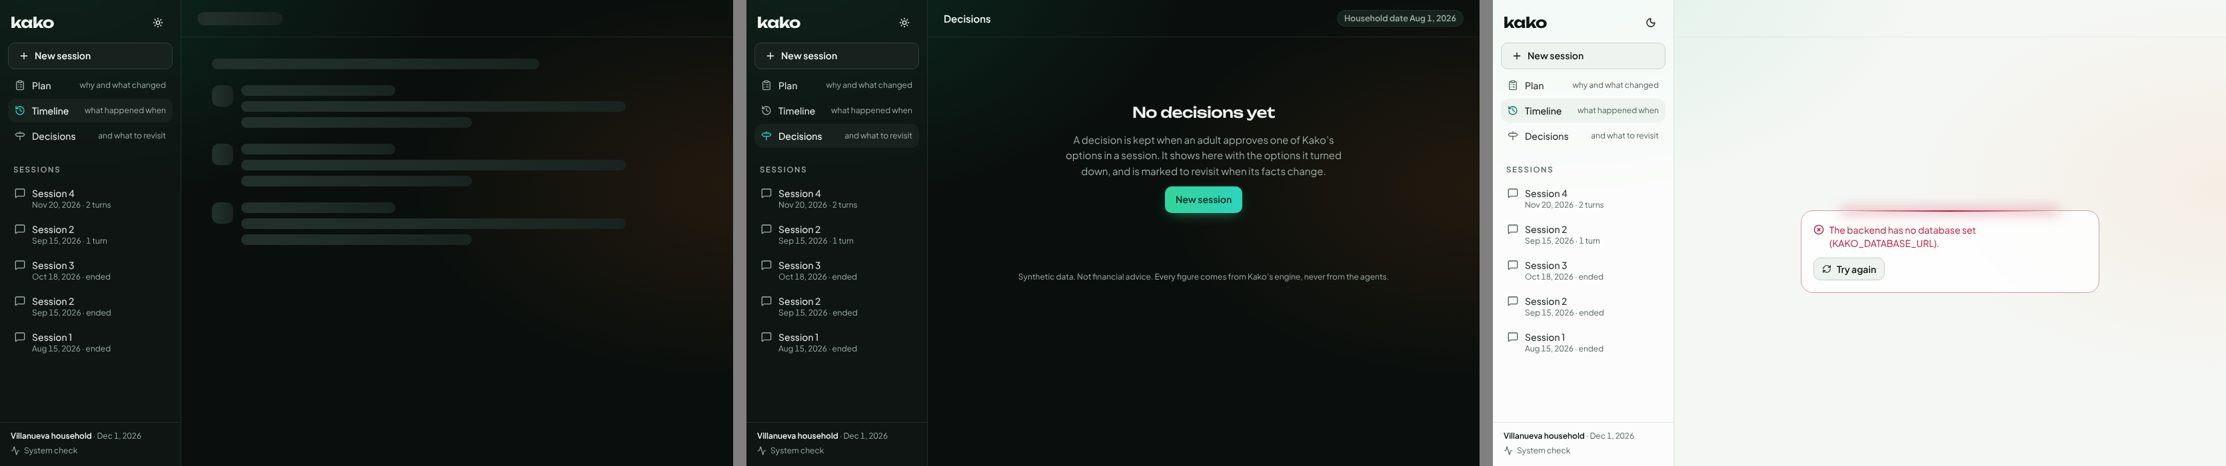 kako
New session
Plan why and what changed
Timeline what happened when
Decisions and what to revisit
SESSIONS
Session 4
Nov 20, 2026 · 2 turns
Session 2
Sep 15, 2026 · 1 turn
Session 3
Oct 18, 2026 · ended
Session 2
Sep 15, 2026 · ended
Session 1
Aug 15, 2026 · ended
Villanueva household · Dec 1, 2026
System check
kako
New session
Plan why and what changed
Timeline what happened when
Decisions and what to revisit
SESSIONS
Session 4
Nov 20, 2026 · 2 turns
Session 2
Sep 15, 2026 · 1 turn
Session 3
Oct 18, 2026 · ended
Session 2
Sep 15, 2026 · ended
Session 1
Aug 15, 2026 · ended
Villanueva household · Dec 1, 2026
System check
Decisions
Household date Aug 1, 2026
No decisions yet
A decision is kept when an adult approves one of Kako's
options in a session. It shows here with the options it turned
down, and is marked to revisit when its facts change.
New session
Synthetic data. Not financial advice. Every figure comes from Kako's engine, never from the agents.
kako
New session
Plan why and what changed
Timeline what happened when
Decisions and what to revisit
SESSIONS
Session 4
Nov 20, 2026 · 2 turns
Session 2
Sep 15, 2026 · 1 turn
Session 3
Oct 18, 2026 · ended
Session 2
Sep 15, 2026 · ended
Session 1
Aug 15, 2026 · ended
Villanueva household · Dec 1, 2026
System check
The backend has no database set
(KAKO_DATABASE_URL).
Try again